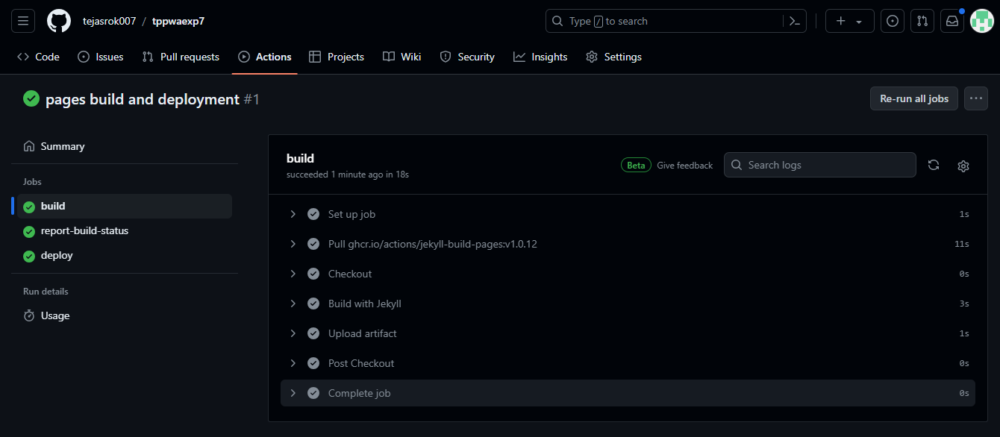 tejasrok007 / tppwaexp7
Type / to search
Code Issues Pull requests Actions Projects Wiki Security Insights Settings
pages build and deployment #1
Re-run all jobs
Summary
Jobs
build
report-build-status
deploy
Run details
Usage
build
succeeded 1 minute ago in 18s
Beta Give feedback
Search logs
Set up job 1s
Pull ghcr.io/actions/jekyll-build-pages:v1.0.12 11s
Checkout 0s
Build with Jekyll 3s
Upload artifact 1s
Post Checkout 0s
Complete job 0s